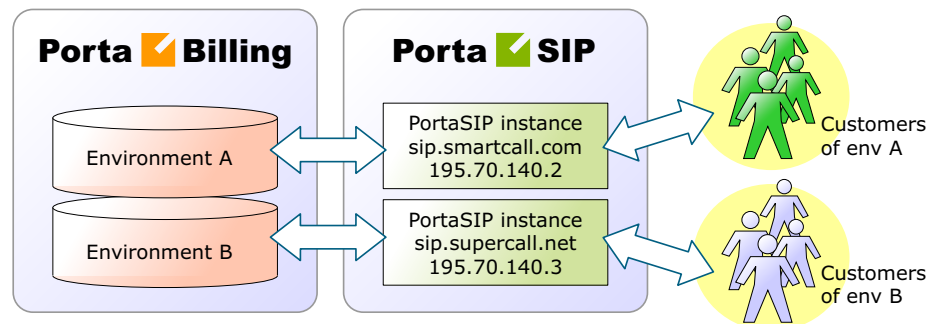 Porta Billing
Porta SIP
Environment A
PortaSIP instance
sip.smartcall.com
195.70.140.2
Customers
of env A
Environment B
PortaSIP instance
sip.supercall.net
195.70.140.3
Customers
of env B